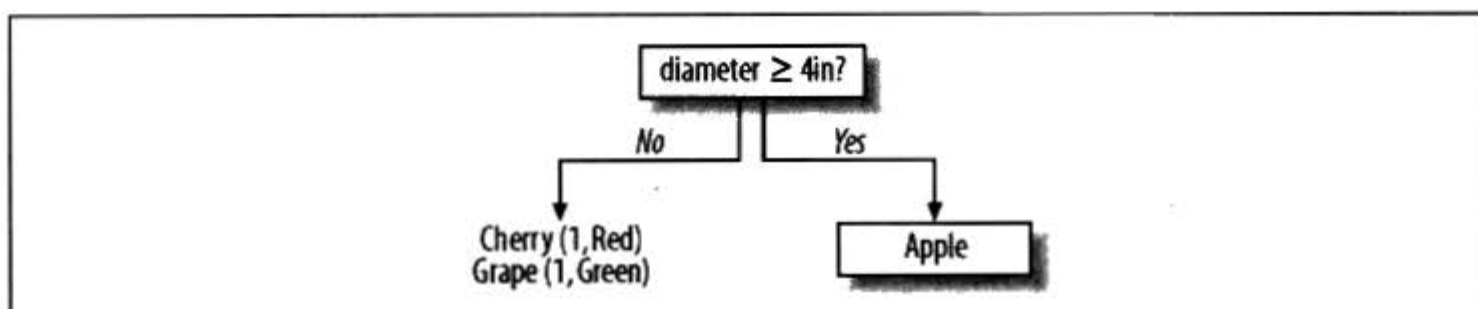 diameter ≥ 4in?
No
Yes
Cherry (1, Red)
Grape (1, Green)
Apple